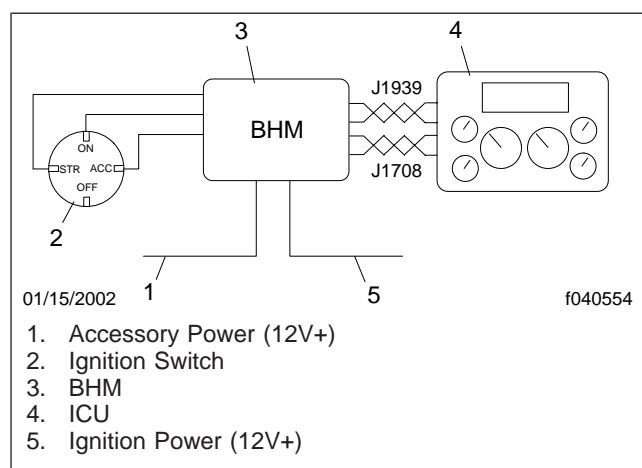 3
4
J1939
BHM
ON
STR ACC
OFF
J1708
2
1
5
01/15/2002
f040554
1. Accessory Power (12V+)
2. Ignition Switch
3. BHM
4. ICU
5. Ignition Power (12V+)